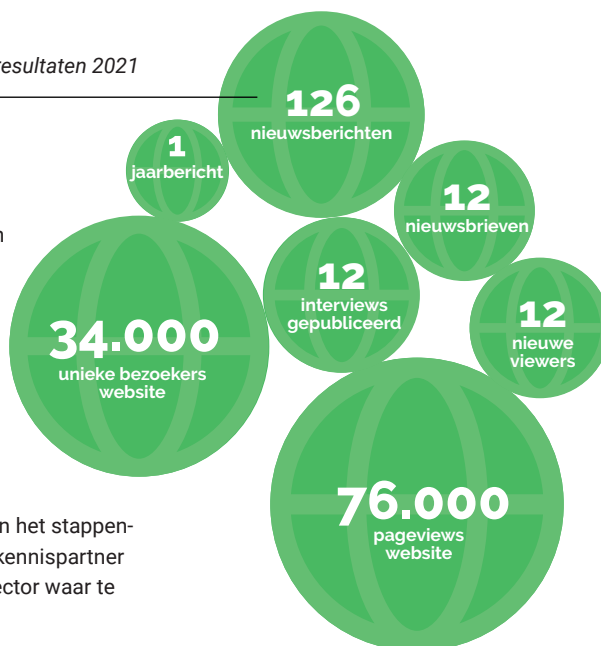 resultaten 2021
126
nieuwsberichten
1
jaarbericht
12
nieuwsbrieven
12
interviews
gepubliceerd
12
nieuwe
viewers
34.000
unieke bezoekers
website
76.000
pageviews
website
het stappen-
kennispartner
waar te